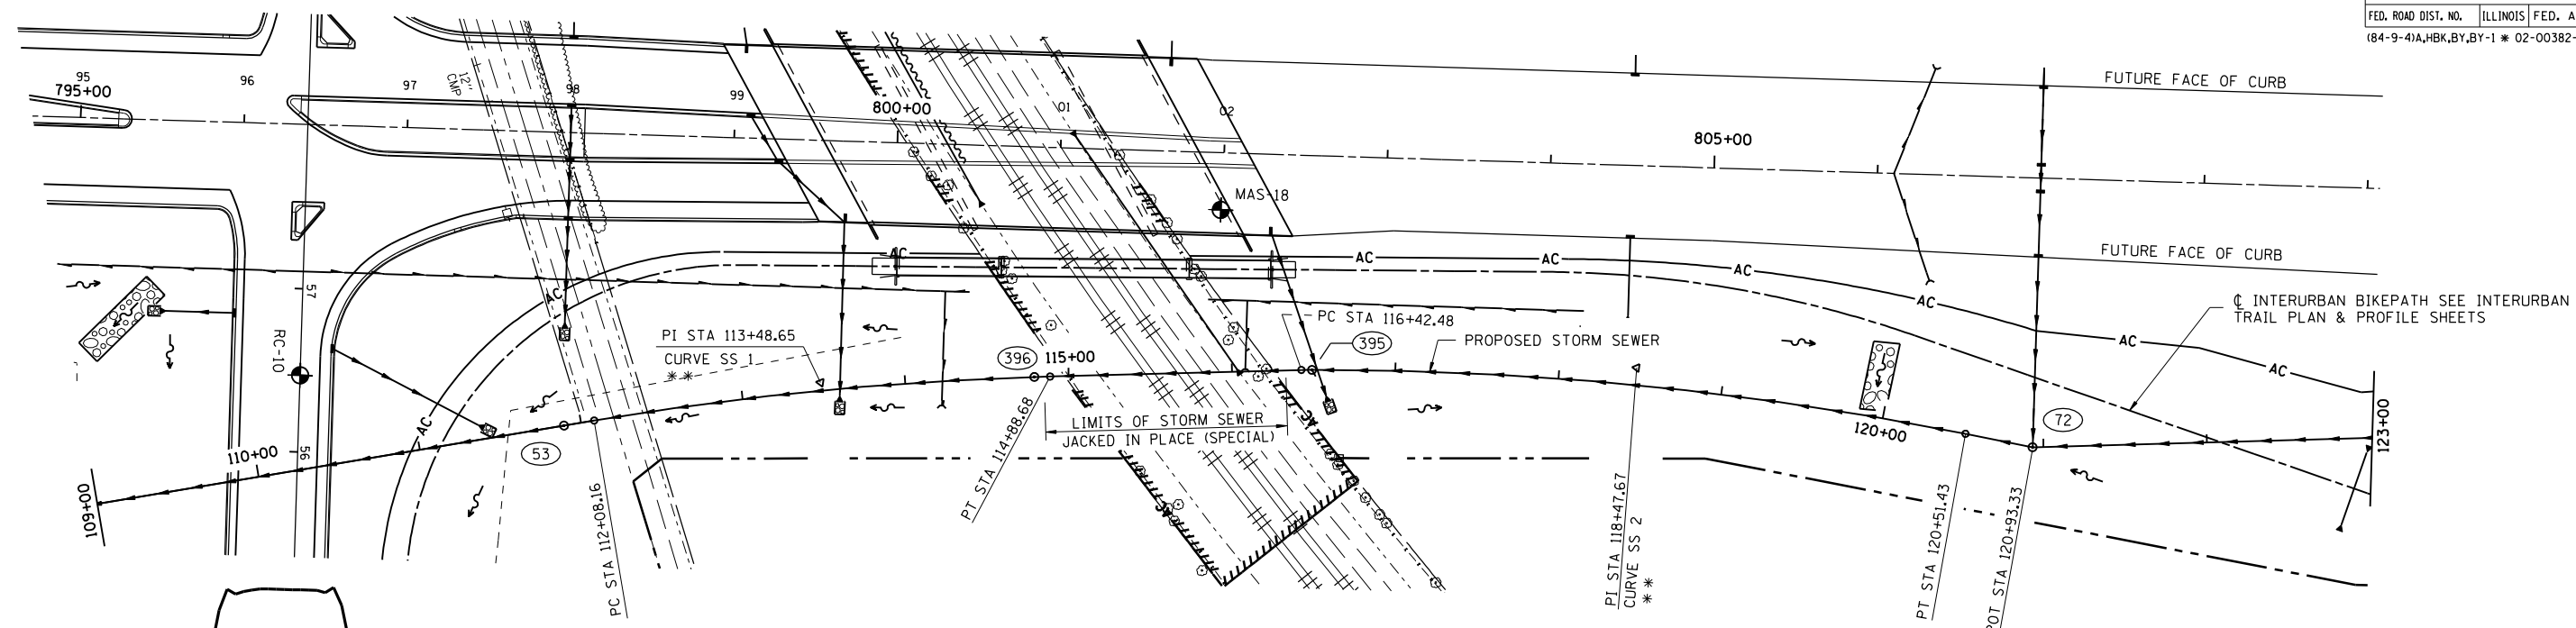 FED. ROAD DIST. NO. ILLINOIS FED. A
(84-9-4)A,HBK,BY,BY-1 * 02-00382-
FUTURE FACE OF CURB
95 96 97 98 99 01 02
795+00
800+00
805+00
12" CMP
MAS-18
FUTURE FACE OF CURB
AC
AC
AC
AC
AC
AC
AC
AC
AC
℄ INTERURBAN BIKEPATH SEE INTERURBAN
TRAIL PLAN & PROFILE SHEETS
57
RC-10
56
PI STA 113+48.65
CURVE SS 1
* *
396
115+00
PC STA 116+42.48
395
PROPOSED STORM SEWER
LIMITS OF STORM SEWER
JACKED IN PLACE (SPECIAL)
109+00
110+00
53
PC STA 112+08.16
PT STA 114+88.68
PI STA 118+47.67
CURVE SS 2
* *
120+00
72
PT STA 120+51.43
POT STA 120+93.33
123+00